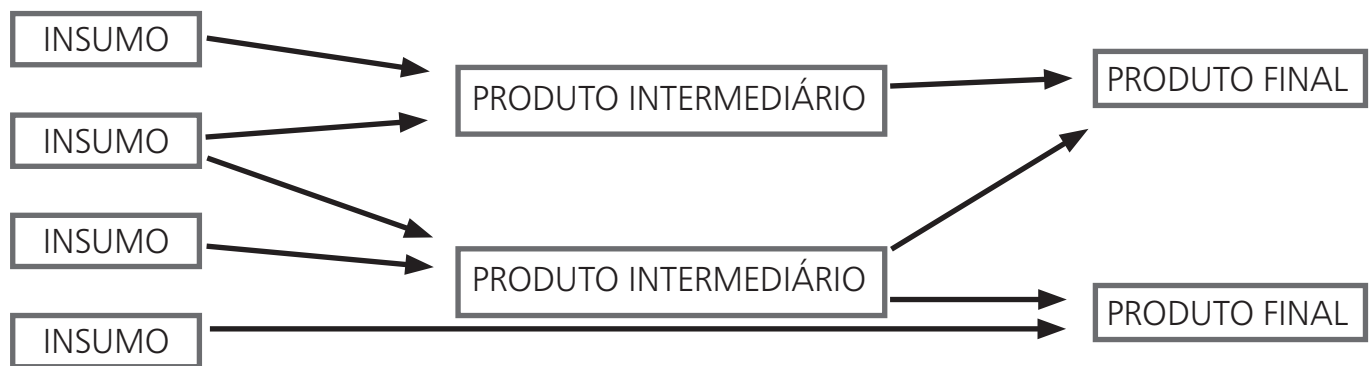 INSUMO
INSUMO
INSUMO
INSUMO
PRODUTO INTERMEDIÁRIO
PRODUTO INTERMEDIÁRIO
PRODUTO FINAL
PRODUTO FINAL